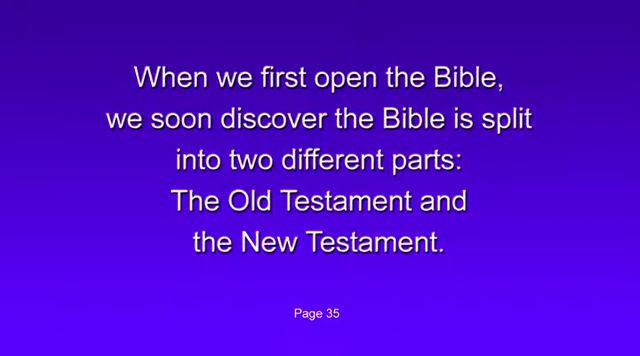 When we first open the Bible,
we soon discover the Bible is split
into two different parts:
The Old Testament and
the New Testament.
Page 35